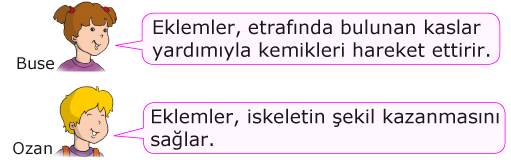 Eklemler, etrafında bulunan kaslar
yardımıyla kemikleri hareket ettirir.
Buse
Eklemler, iskeletin şekil kazanmasını
sağlar.
Ozan